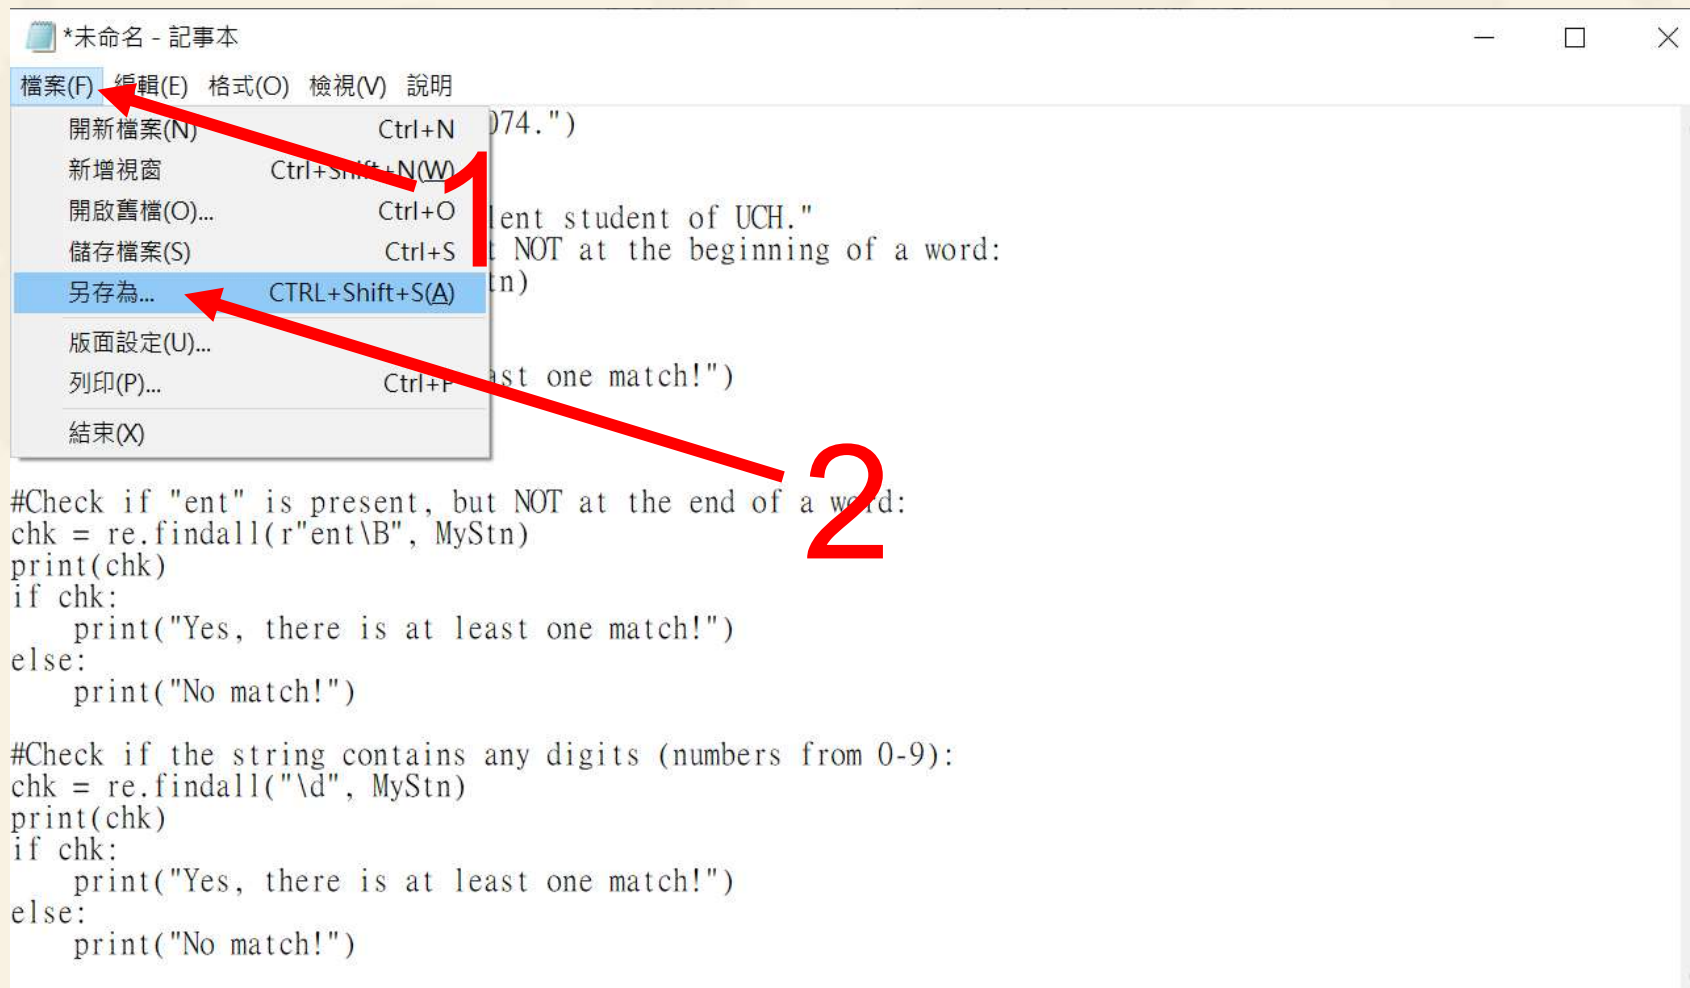 *未命名 - 記事本
檔案(F) 編輯(E) 格式(O) 檢視(V) 說明
開新檔案(N) Ctrl+N
074.")
新增視窗 Ctrl+Shift+N(W)
1
開啟舊檔(O)... Ctrl+O
lent student of UCH."
儲存檔案(S) Ctrl+S
NOT at the beginning of a word:
另存為... CTRL+Shift+S(A)
tn)
版面設定(U)...
列印(P)... Ctrl+P
ast one match!")
結束(X)
2
#Check if "ent" is present, but NOT at the end of a word:
chk = re.findall(r"ent\B", MyStn)
print(chk)
if chk:
    print("Yes, there is at least one match!")
else:
    print("No match!")
#Check if the string contains any digits (numbers from 0-9):
chk = re.findall("\d", MyStn)
print(chk)
if chk:
    print("Yes, there is at least one match!")
else:
    print("No match!")